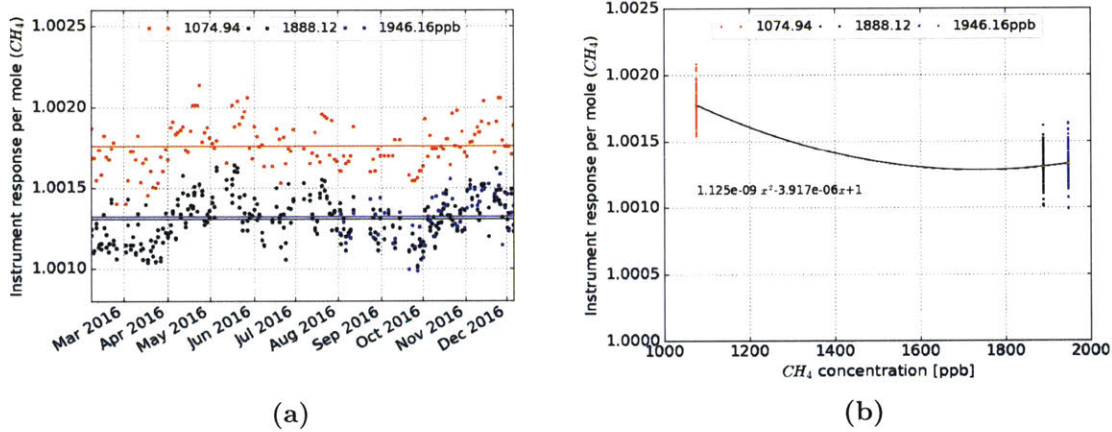 Instrument response per mole (CH₄)
1.0025
1.0020
1.0015
1.0010
1074.94 1888.12 1946.16ppb
Mar 2016
Apr 2016
May 2016
Jun 2016
Jul 2016
Aug 2016
Sep 2016
Oct 2016
Nov 2016
Dec 2016
(a)
Instrument response per mole (CH₄)
1.0025
1.0020
1.0015
1.0010
1.0005
1.0000
1074.94 1888.12 1946.16ppb
1.125e-09 x²-3.917e-06x+1
1000 1200 1400 1600 1800 2000
CH₄ concentration [ppb]
(b)